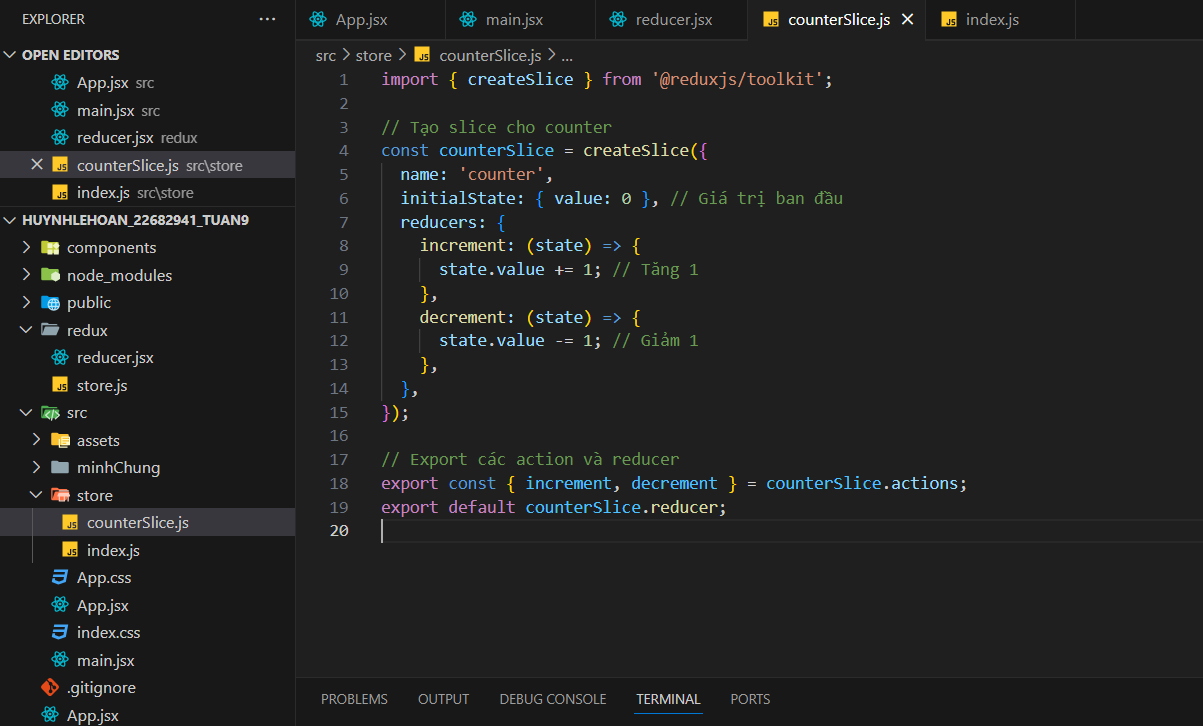 EXPLORER ...
OPEN EDITORS
App.jsx src
main.jsx src
reducer.jsx redux
counterSlice.js src\store
index.js src\store
HUYNHLEHOAN_22682941_TUAN9
components
node_modules
public
redux
reducer.jsx
store.js
src
assets
minhChung
store
counterSlice.js
index.js
App.css
App.jsx
index.css
main.jsx
.gitignore
App.jsx
App.jsx main.jsx reducer.jsx counterSlice.js index.js
src > store > counterSlice.js > ...
1 import { createSlice } from '@reduxjs/toolkit';
2
3 // Tạo slice cho counter
4 const counterSlice = createSlice({
5   name: 'counter',
6   initialState: { value: 0 }, // Giá trị ban đầu
7   reducers: {
8     increment: (state) => {
9       state.value += 1; // Tăng 1
10     },
11     decrement: (state) => {
12       state.value -= 1; // Giảm 1
13     },
14   },
15 });
16
17 // Export các action và reducer
18 export const { increment, decrement } = counterSlice.actions;
19 export default counterSlice.reducer;
20
PROBLEMS OUTPUT DEBUG CONSOLE TERMINAL PORTS